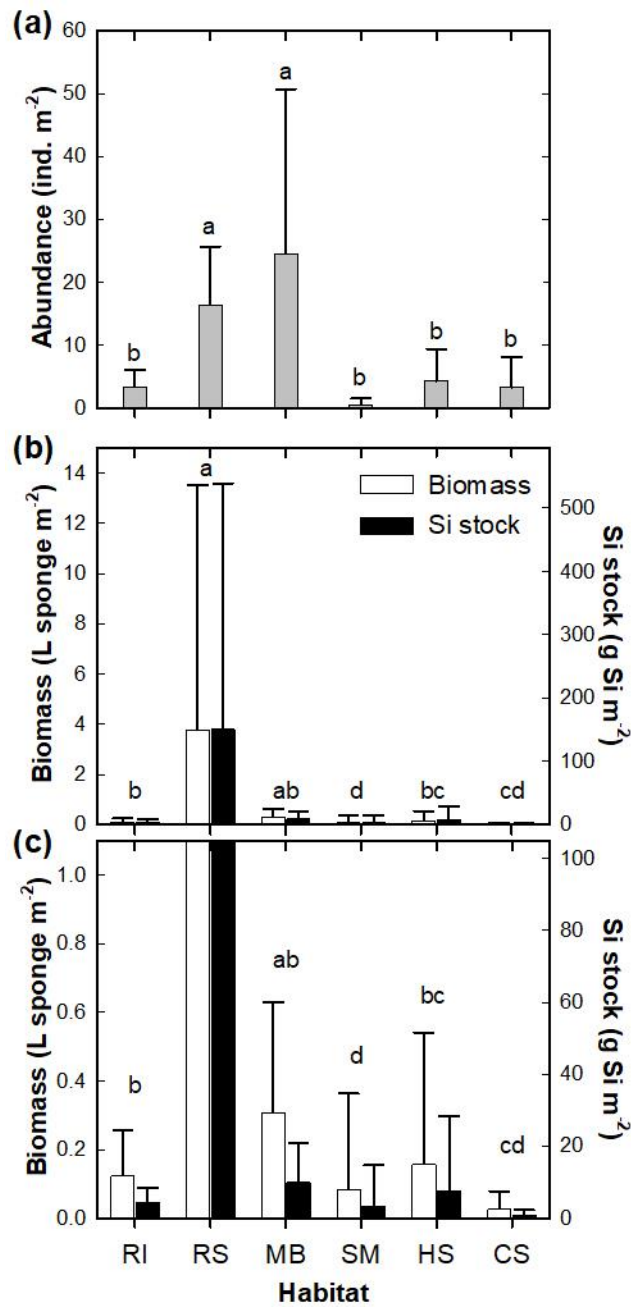 (a)
60
50
40
30
20
10
0
Abundance (ind. m⁻²)
b
a
a
b
b
b
(b)
14
12
10
8
6
4
2
0
Biomass (L sponge m⁻²)
a
Biomass
Si stock
b
ab
d
bc
cd
500
400
300
200
100
0
Si stock (g Si m⁻²)
(c)
1.0
0.8
0.6
0.4
0.2
0.0
Biomass (L sponge m⁻²)
b
ab
d
bc
cd
100
80
60
40
20
0
Si stock (g Si m⁻²)
RI RS MB SM HS CS
Habitat